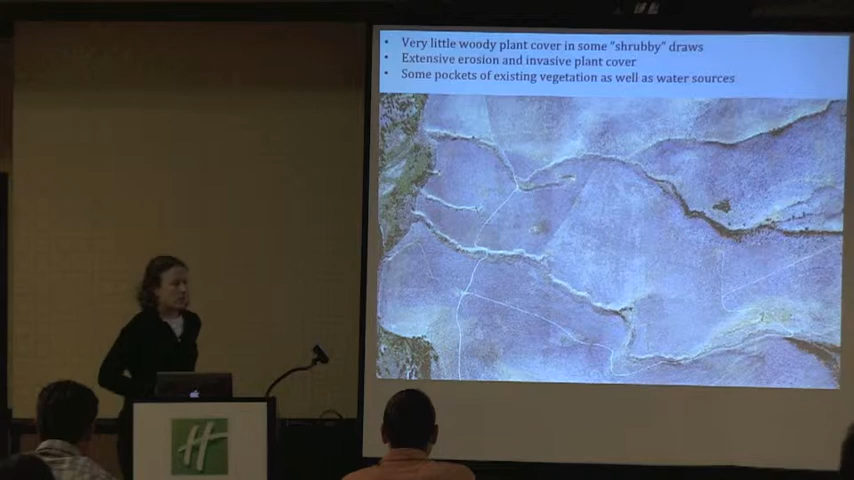 • Very little woody plant cover in some "shrubby" draws
• Extensive erosion and invasive plant cover
• Some pockets of existing vegetation as well as water sources
H